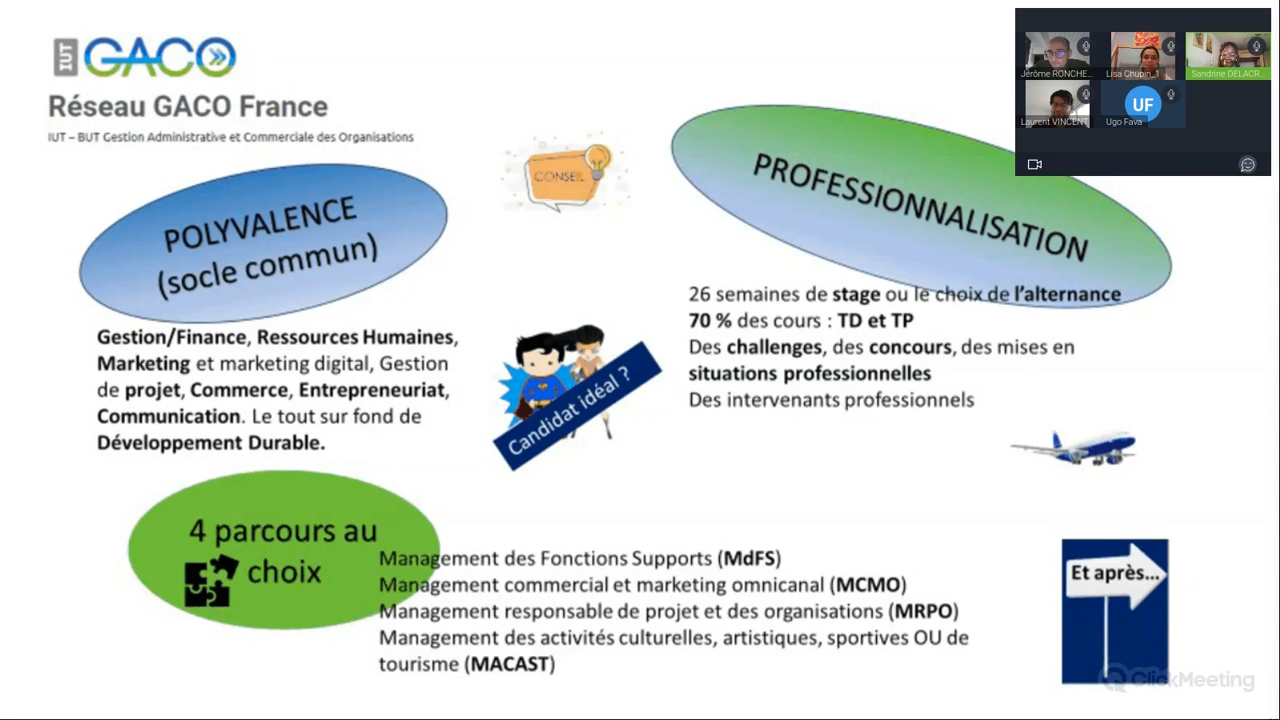 IUT GACO
Réseau GACO France
IUT – BUT Gestion Administrative et Commerciale des Organisations
Jérôme RONCHE...
Lisa Chupin_1
Sandrine DELACR...
Laurent VINCENT
UF
Ugo Fava
CONSEIL
POLYVALENCE
(socle commun)
PROFESSIONNALISATION
Gestion/Finance, Ressources Humaines,
Marketing et marketing digital, Gestion
de projet, Commerce, Entrepreneuriat,
Communication. Le tout sur fond de
Développement Durable.
Candidat idéal ?
26 semaines de stage ou le choix de l’alternance
70 % des cours : TD et TP
Des challenges, des concours, des mises en
situations professionnelles
Des intervenants professionnels
4 parcours au
choix
Management des Fonctions Supports (MdFS)
Management commercial et marketing omnicanal (MCMO)
Management responsable de projet et des organisations (MRPO)
Management des activités culturelles, artistiques, sportives OU de
tourisme (MACAST)
Et après...
ClickMeeting